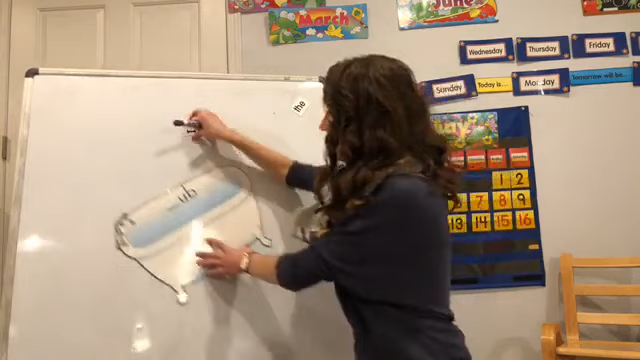 March
June
the
Wednesday
Thursday
Friday
Sunday
Today is...
Monday
Tomorrow will be...
ub
1 2
7 8 9
13 14 15 16